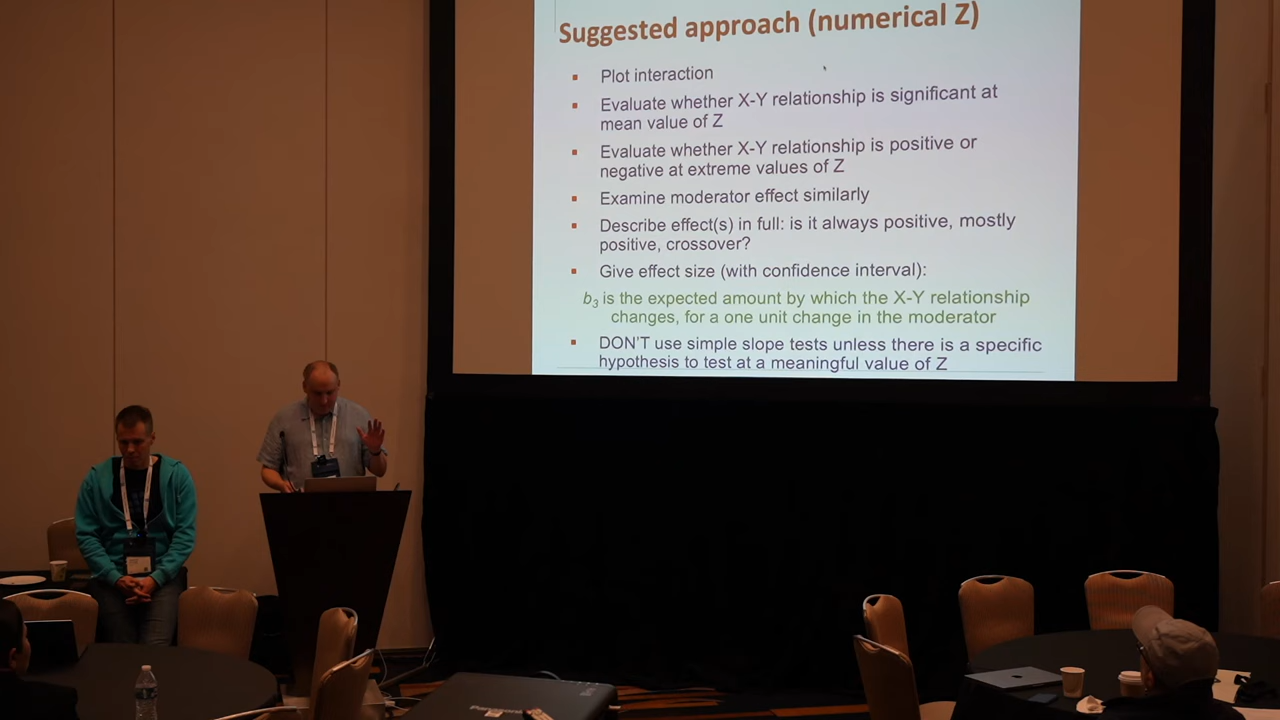 Suggested approach (numerical Z)
▪ Plot interaction
▪ Evaluate whether X-Y relationship is significant at
mean value of Z
▪ Evaluate whether X-Y relationship is positive or
negative at extreme values of Z
▪ Examine moderator effect similarly
▪ Describe effect(s) in full: is it always positive, mostly
positive, crossover?
▪ Give effect size (with confidence interval):
b3 is the expected amount by which the X-Y relationship
changes, for a one unit change in the moderator
▪ DON'T use simple slope tests unless there is a specific
hypothesis to test at a meaningful value of Z
Panasonic